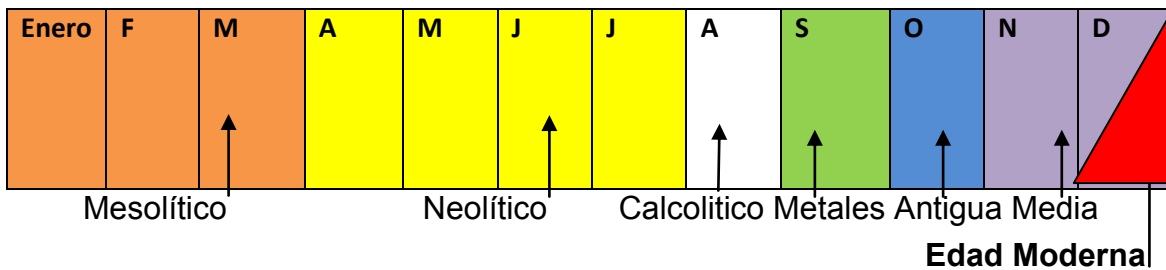 Enero F M A M J J A S O N D
Mesolítico Neolítico Calcolitico Metales Antigua Media
Edad Moderna